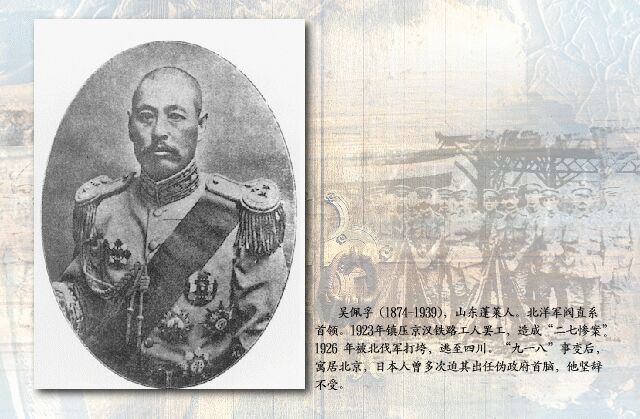 吴佩孚（1874-1939），山东蓬莱人。北洋军阀直系
首领。1923年镇压京汉铁路工人罢工，造成“二七惨案”。
1926 年被北伐军打垮，逃至四川。“九一八”事变后，
寓居北京，日本人曾多次迫其出任伪政府首脑，他坚辞
不受。